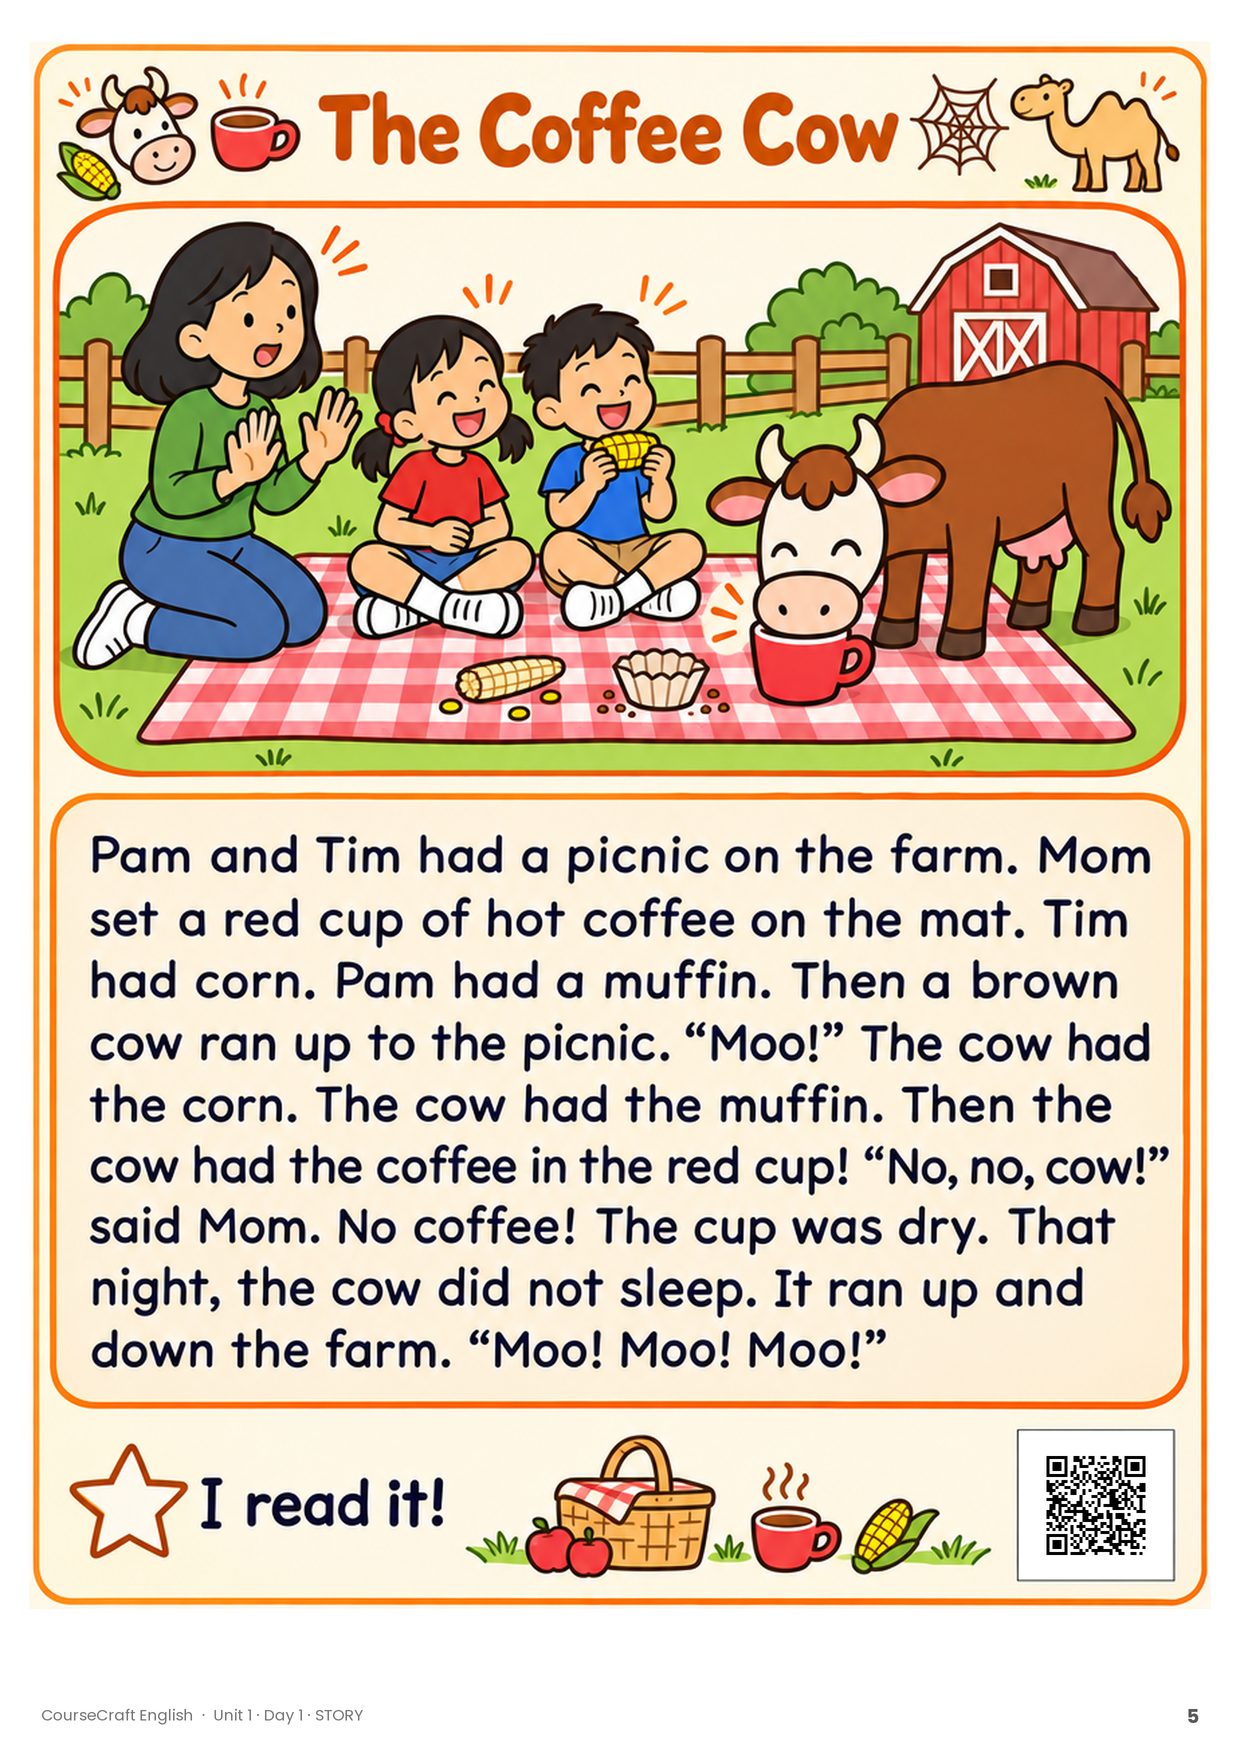 The Coffee Cow
Pam and Tim had a picnic on the farm. Mom
set a red cup of hot coffee on the mat. Tim
had corn. Pam had a muffin. Then a brown
cow ran up to the picnic. “Moo!” The cow had
the corn. The cow had the muffin. Then the
cow had the coffee in the red cup! “No, no, cow!”
said Mom. No coffee! The cup was dry. That
night, the cow did not sleep. It ran up and
down the farm. “Moo! Moo! Moo!”
I read it!
CourseCraft English · Unit 1 · Day 1 · STORY
5